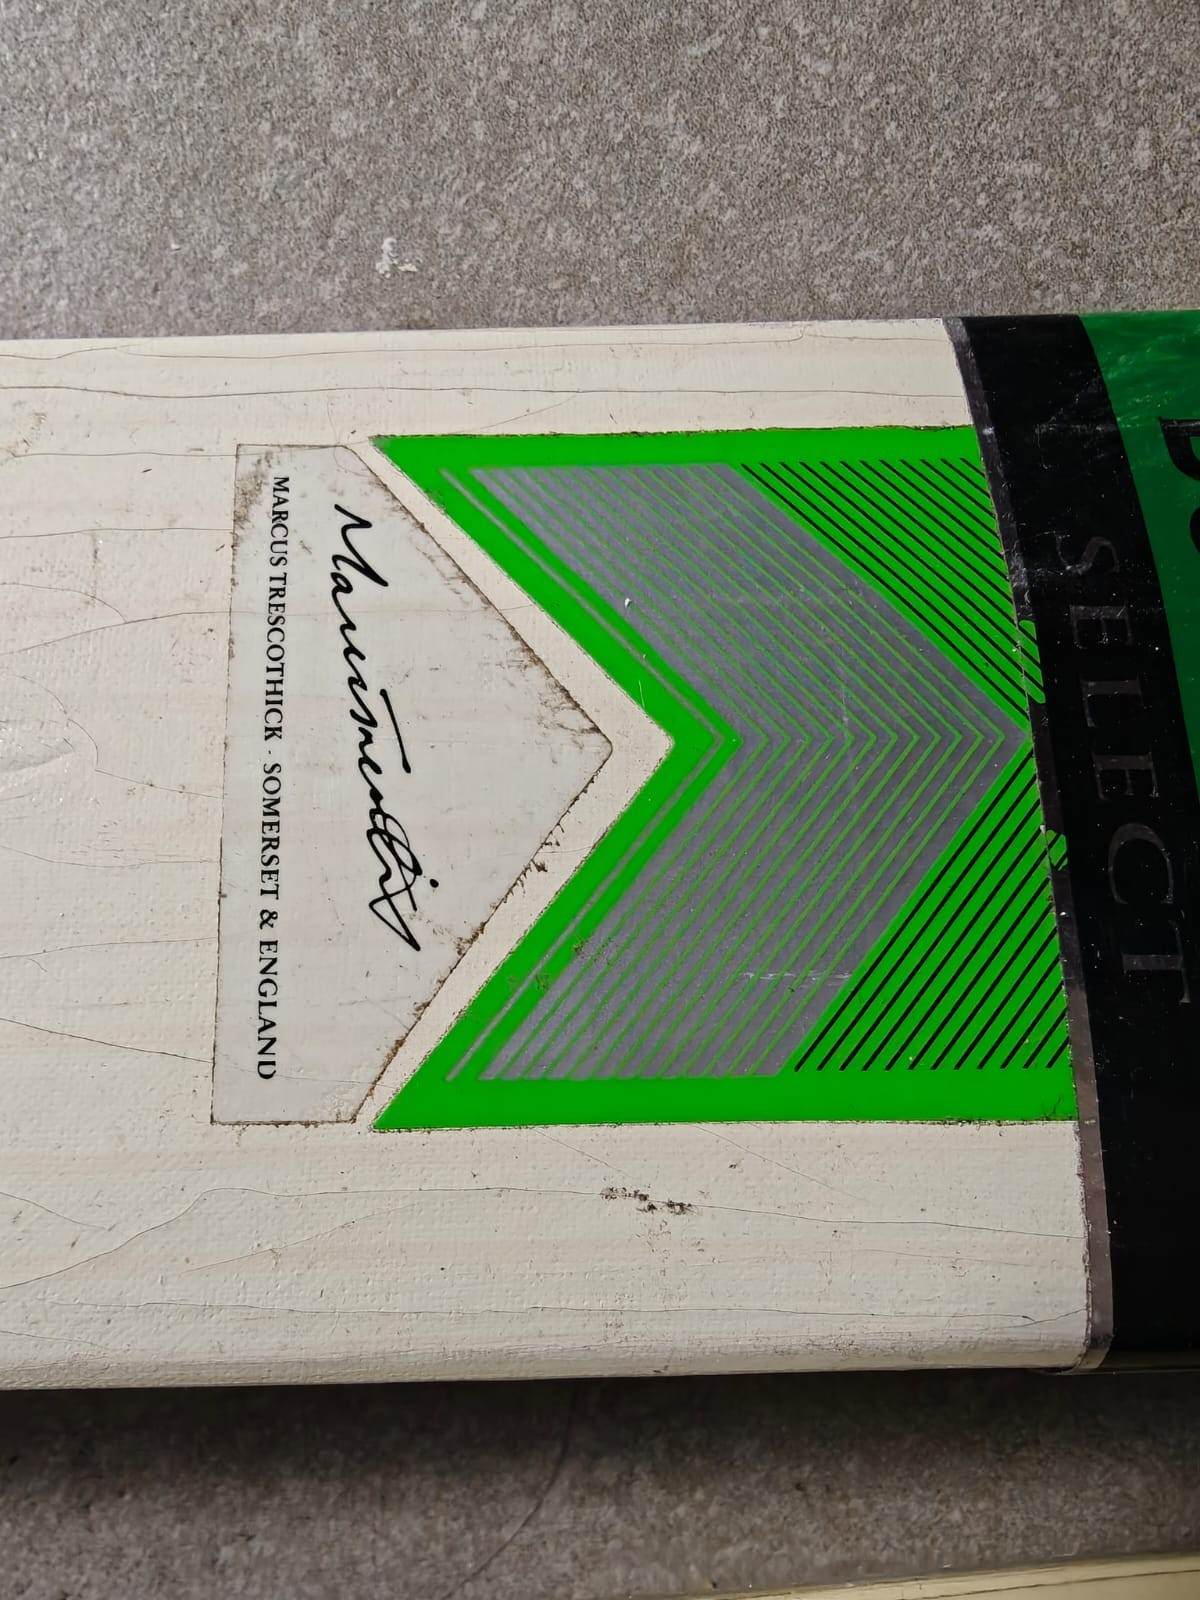 SELECT
Marcus Trescothick
MARCUS TRESCOTHICK · SOMERSET & ENGLAND